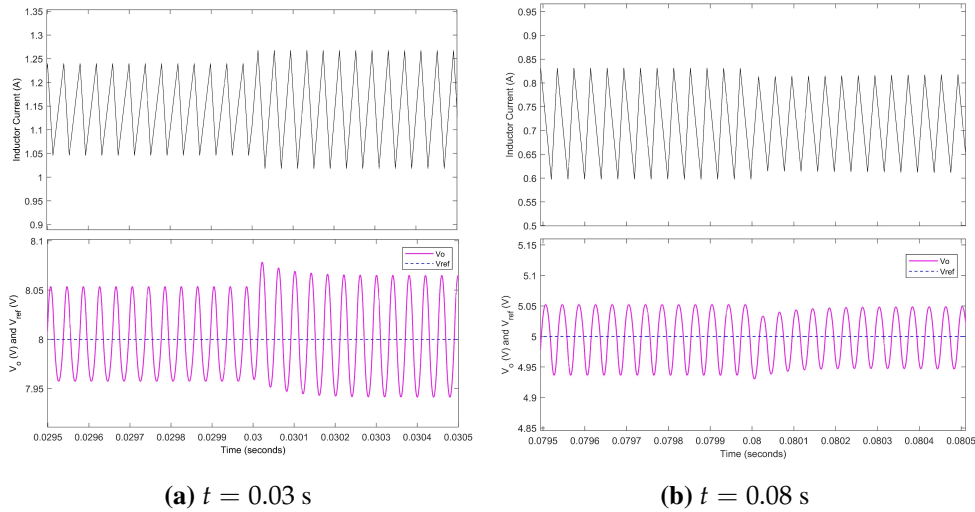 1.35
1.3
1.25
1.2
1.15
1.1
1.05
1
0.95
0.9
Inductor Current (A)
8.1
8.05
8
7.95
7.9
V_o (V) and V_ref (V)
Vo
Vref
0.0295 0.0296 0.0297 0.0298 0.0299 0.03 0.0301 0.0302 0.0303 0.0304 0.0305
Time (seconds)
(a) t = 0.03 s
0.95
0.9
0.85
0.8
0.75
0.7
0.65
0.6
0.55
0.5
Inductor Current (A)
5.15
5.1
5.05
5
4.95
4.9
4.85
V_o (V) and V_ref (V)
Vo
Vref
0.0795 0.0796 0.0797 0.0798 0.0799 0.08 0.0801 0.0802 0.0803 0.0804 0.0805
Time (seconds)
(b) t = 0.08 s